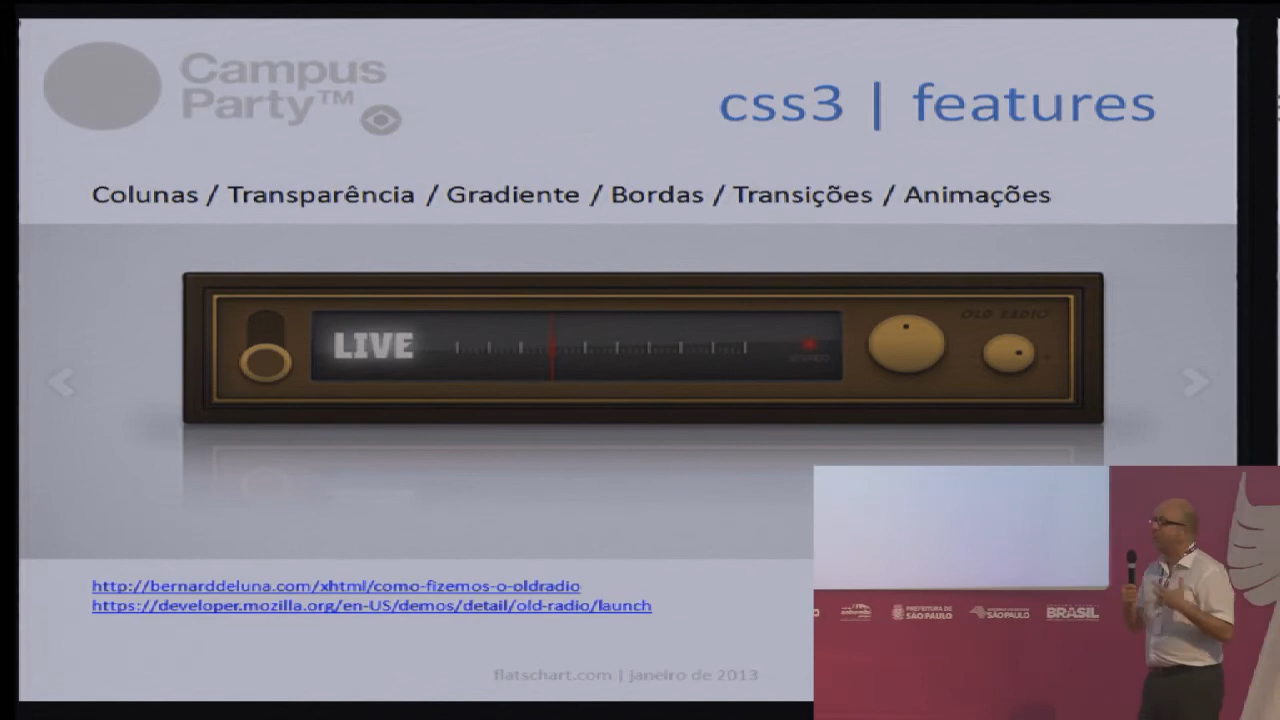 Campus
Party™
css3 | features
Colunas / Transparência / Gradiente / Bordas / Transições / Animações
OLD RADIO
LIVE
http://bernarddeluna.com/xhtml/como-fizemos-o-oldradio
https://developer.mozilla.org/en-US/demos/detail/old-radio/launch
PREFEITURA DE
SÃO PAULO
SÃO PAULO
BRASIL
flatschart.com | janeiro de 2013